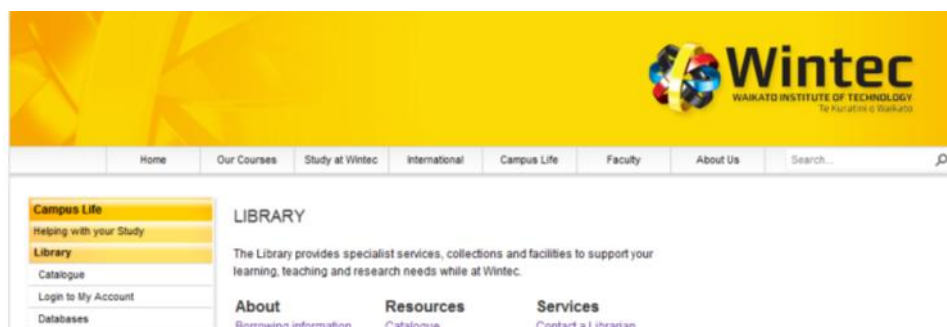 Wintec
WAIKATO INSTITUTE OF TECHNOLOGY
Te Kuratini o Waikato
Home Our Courses Study at Wintec International Campus Life Faculty About Us Search...
Campus Life
Helping with your Study
Library
Catalogue
Login to My Account
Databases
LIBRARY
The Library provides specialist services, collections and facilities to support your
learning, teaching and research needs while at Wintec.
About Resources Services
Borrowing information Catalogue Contact a Librarian